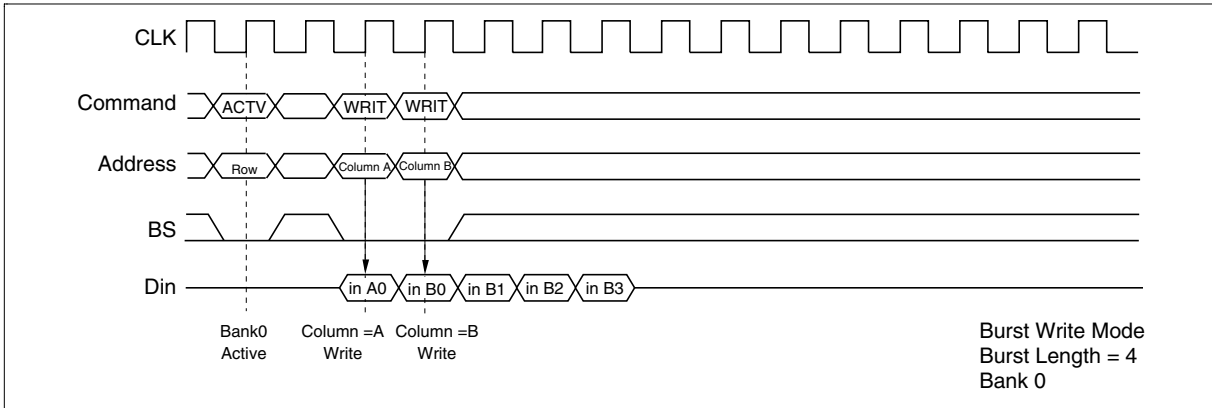 CLK
Command ACTV WRIT WRIT
Address Row Column A Column B
BS
Din in A0 in B0 in B1 in B2 in B3
Bank0 Column =A Column =B
Active Write Write
Burst Write Mode
Burst Length = 4
Bank 0